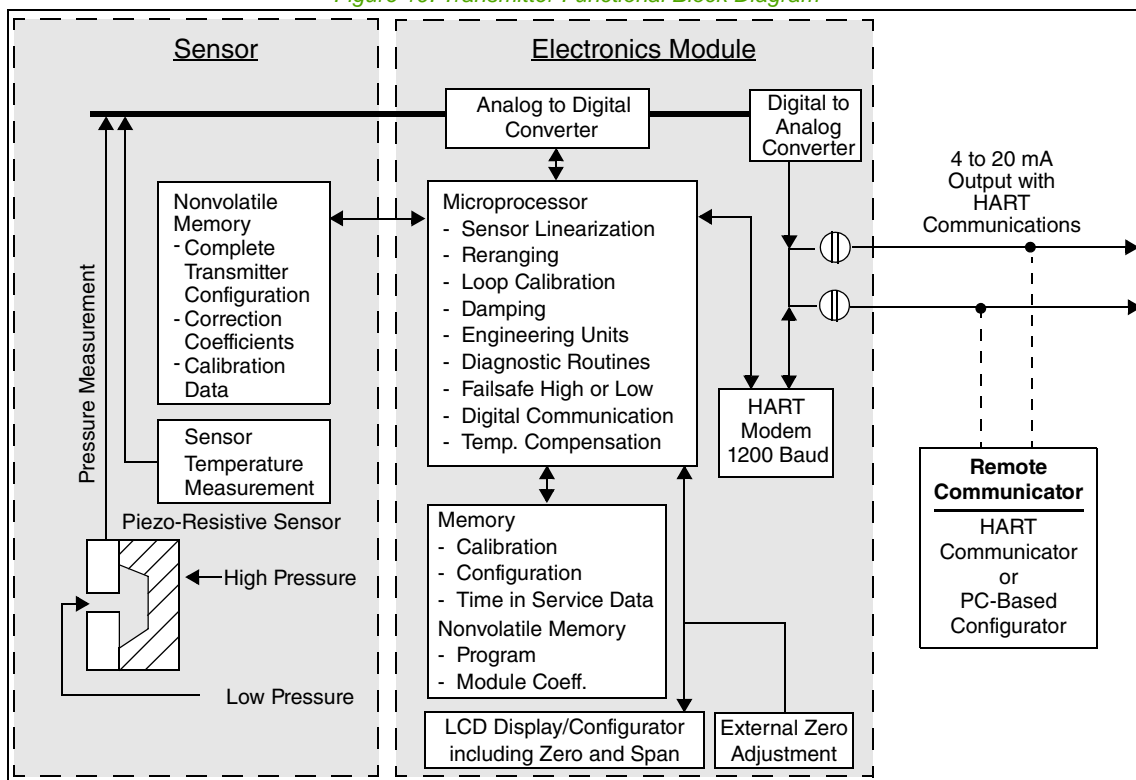 Figure 10. Transmitter Functional Block Diagram
Sensor
Pressure Measurement
Nonvolatile
Memory
- Complete
Transmitter
Configuration
- Correction
Coefficients
- Calibration
Data
Sensor
Temperature
Measurement
Piezo-Resistive Sensor
High Pressure
Low Pressure
Electronics Module
Analog to Digital
Converter
Digital to
Analog
Converter
Microprocessor
- Sensor Linearization
- Reranging
- Loop Calibration
- Damping
- Engineering Units
- Diagnostic Routines
- Failsafe High or Low
- Digital Communication
- Temp. Compensation
HART
Modem
1200 Baud
Memory
- Calibration
- Configuration
- Time in Service Data
Nonvolatile Memory
- Program
- Module Coeff.
LCD Display/Configurator
including Zero and Span
External Zero
Adjustment
4 to 20 mA
Output with
HART
Communications
Remote
Communicator
HART
Communicator
or
PC-Based
Configurator